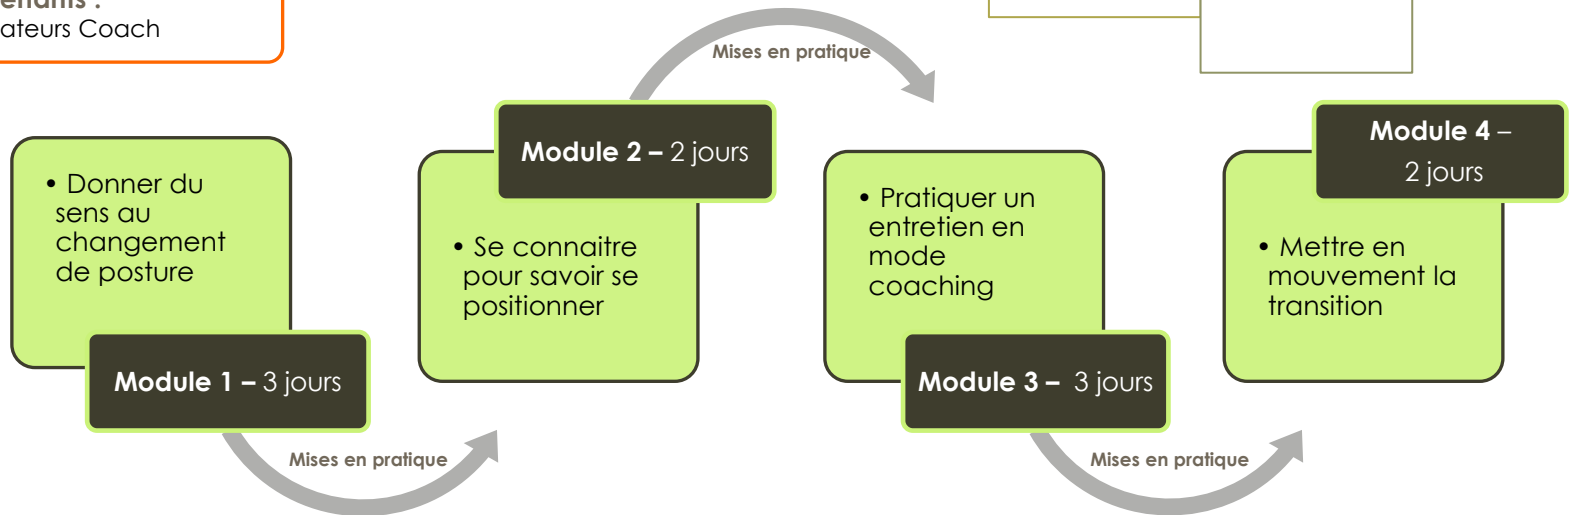 ateurs Coach
Mises en pratique
Module 2 – 2 jours
Module 4 –
2 jours
• Donner du
sens au
changement
de posture
• Se connaitre
pour savoir se
positionner
• Pratiquer un
entretien en
mode
coaching
• Mettre en
mouvement la
transition
Module 1 – 3 jours
Module 3 – 3 jours
Mises en pratique
Mises en pratique